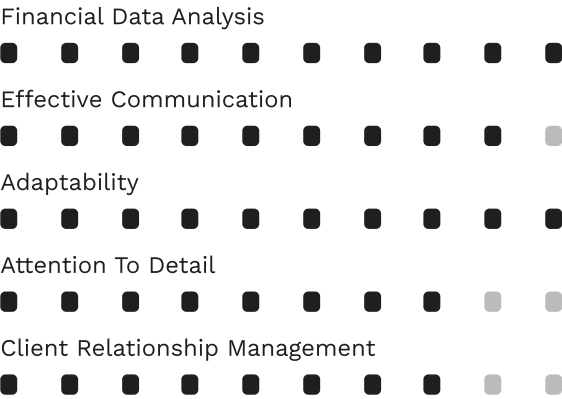 Financial Data Analysis
Effective Communication
Adaptability
Attention To Detail
Client Relationship Management